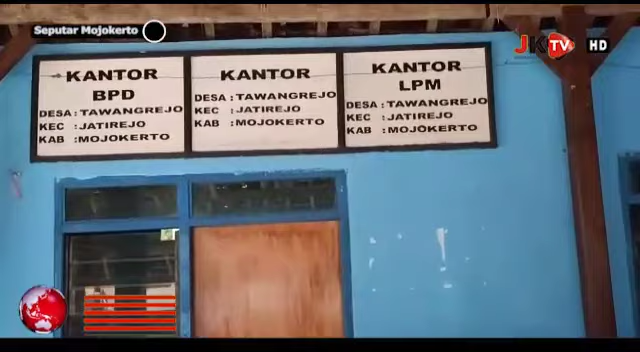 Seputar Mojokerto
JKTV HD
KANTOR
BPD
DESA : TAWANGREJO
KEC : JATIREJO
KAB : MOJOKERTO
KANTOR
DESA : TAWANGREJO
KEC : JATIREJO
KAB : MOJOKERTO
KANTOR
LPM
DESA : TAWANGREJO
KEC : JATIREJO
KAB : MOJOKERTO